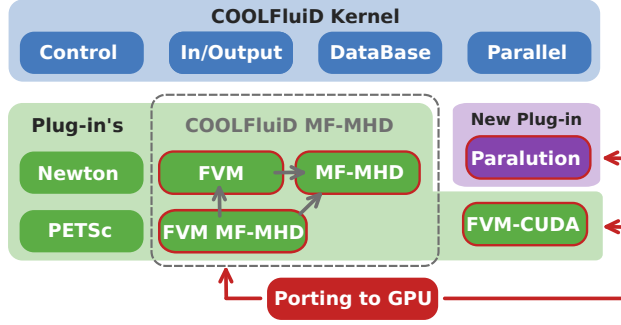 COOLFluiD Kernel
Control
In/Output
DataBase
Parallel
Plug-in's
COOLFluiD MF-MHD
New Plug-in
Newton
FVM
MF-MHD
Paralution
PETSc
FVM MF-MHD
FVM-CUDA
Porting to GPU